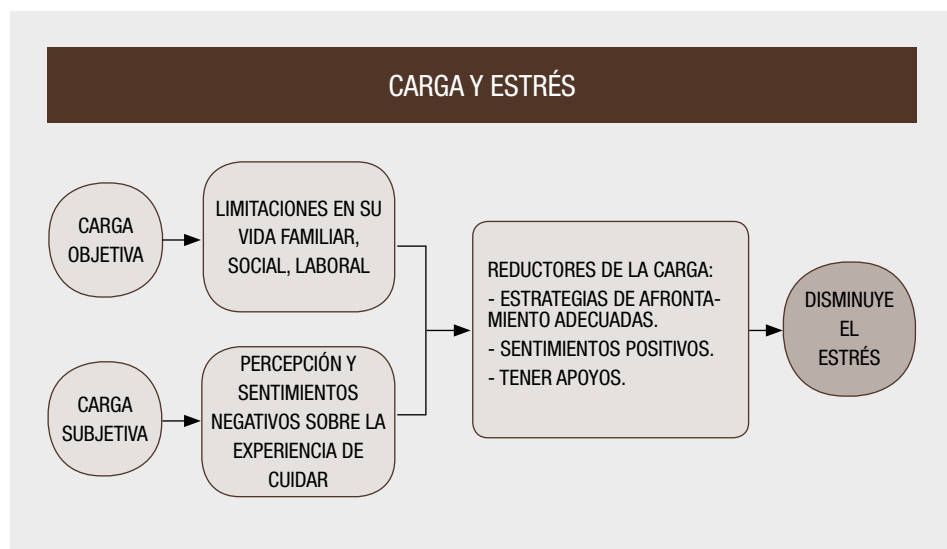 CARGA Y ESTRÉS
CARGA
OBJETIVA
LIMITACIONES EN SU
VIDA FAMILIAR,
SOCIAL, LABORAL
CARGA
SUBJETIVA
PERCEPCIÓN Y
SENTIMIENTOS
NEGATIVOS SOBRE LA
EXPERIENCIA DE
CUIDAR
REDUCTORES DE LA CARGA:
- ESTRATEGIAS DE AFRONTA-
MIENTO ADECUADAS.
- SENTIMIENTOS POSITIVOS.
- TENER APOYOS.
DISMINUYE
EL
ESTRÉS